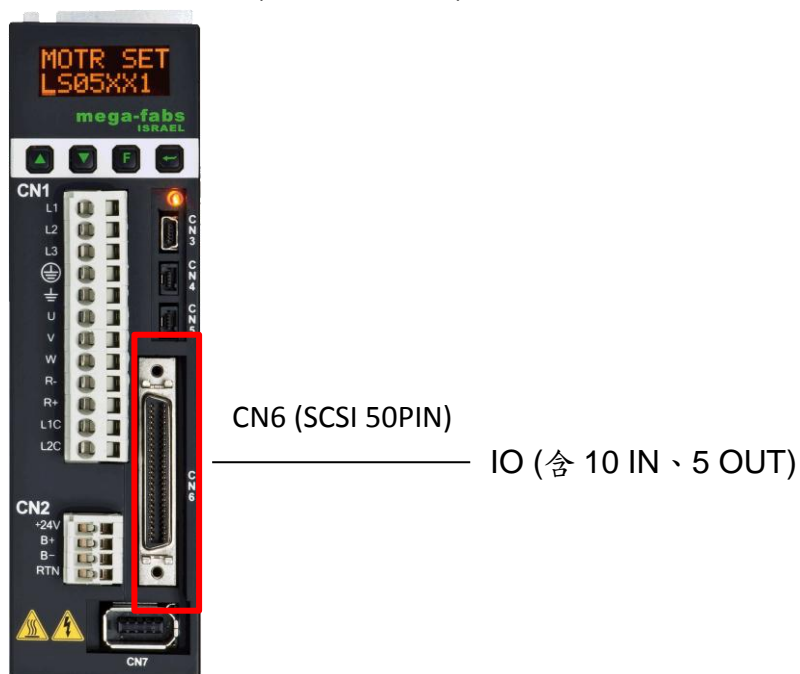 MOTR SET
LS05XX1
mega-fabs
ISRAEL
F
CN1
L1
L2
L3
U
V
W
R-
R+
L1C
L2C
CN3
CN4
CN5
CN6
CN2
+24V
B+
B-
RTN
CN7
CN6 (SCSI 50PIN)
IO (含 10 IN、5 OUT)